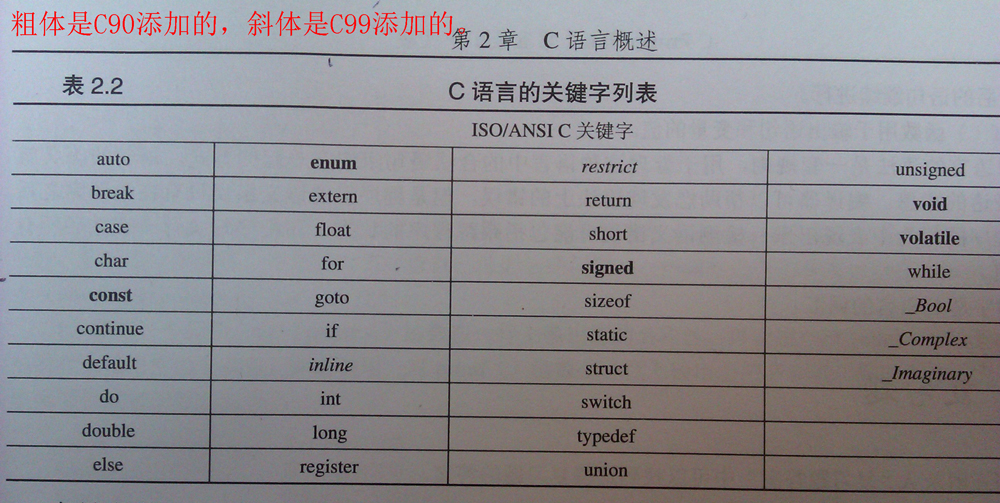 粗体是C90添加的，斜体是C99添加的。
第2章 C语言概述
表 2.2 C 语言的关键字列表
ISO/ANSI C 关键字
auto enum restrict unsigned
break extern return void
case float short volatile
char for signed while
const goto sizeof _Bool
continue if static _Complex
default inline struct _Imaginary
do int switch
double long typedef
else register union